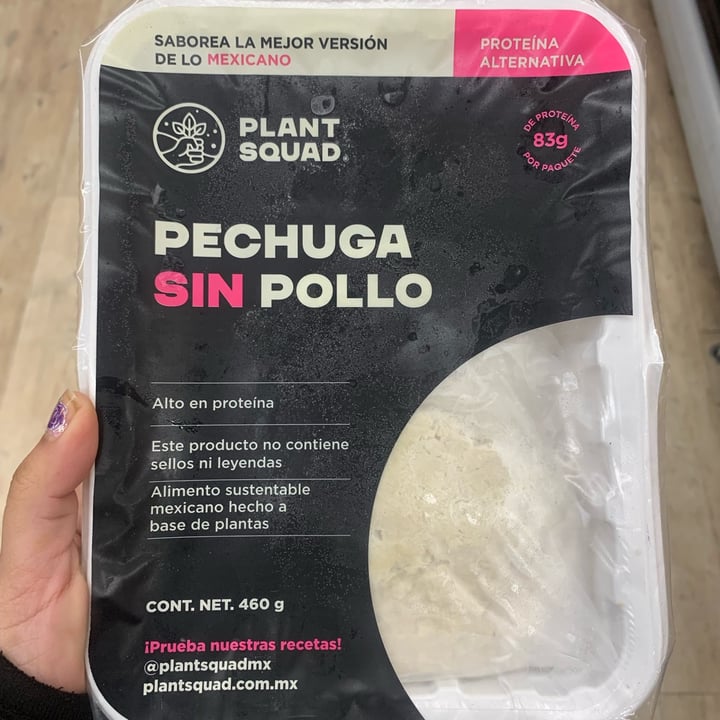 SABOREA LA MEJOR VERSIÓN
DE LO MEXICANO
PROTEÍNA
ALTERNATIVA
PLANT
SQUAD
DE PROTEÍNA
83g
POR PAQUETE
PECHUGA
SIN POLLO
Alto en proteína
Este producto no contiene
sellos ni leyendas
Alimento sustentable
mexicano hecho a
base de plantas
CONT. NET. 460 g
¡Prueba nuestras recetas!
@plantsquadmx
plantsquad.com.mx